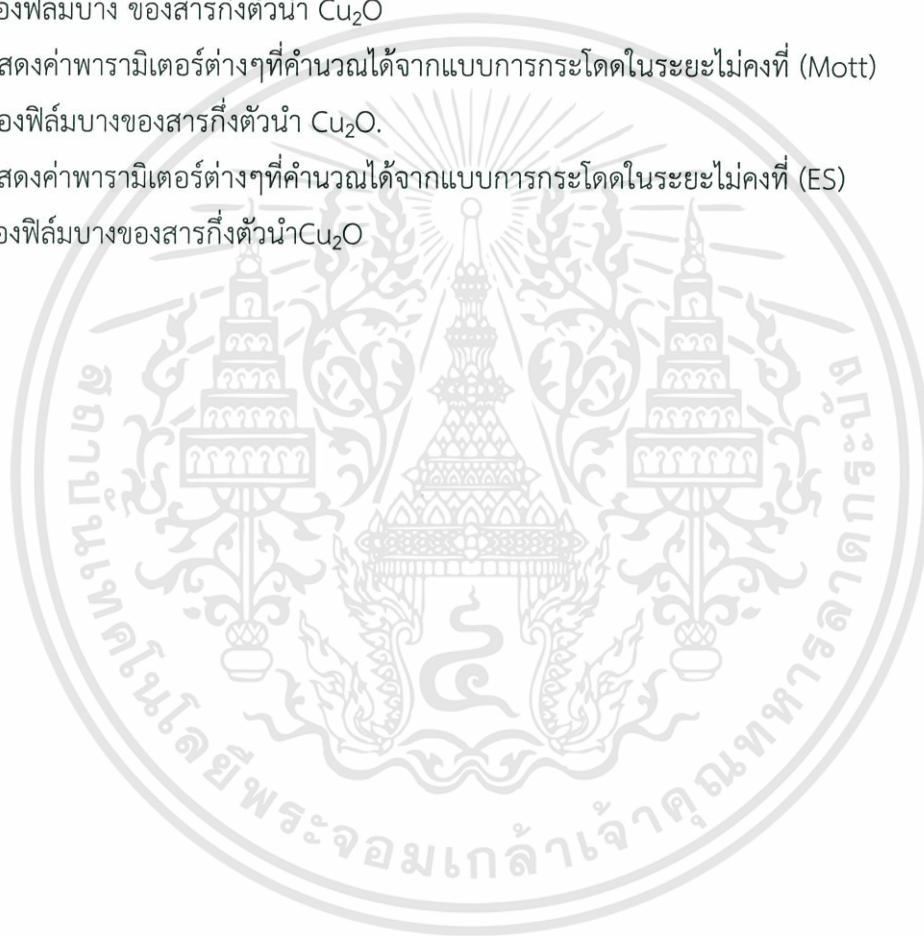 องฟิล์มบาง ของสารกึ่งตัวนำ Cu₂O
สดงค่าพารามิเตอร์ต่างๆที่คำนวณได้จากแบบการกระโดดในระยะไม่คงที่ (Mott)
องฟิล์มบางของสารกึ่งตัวนำ Cu₂O.
สดงค่าพารามิเตอร์ต่างๆที่คำนวณได้จากแบบการกระโดดในระยะไม่คงที่ (ES)
องฟิล์มบางของสารกึ่งตัวนำCu₂O
สถาบันเทคโนโลยีพระจอมเกล้าเจ้าคุณทหารลาดกระบัง